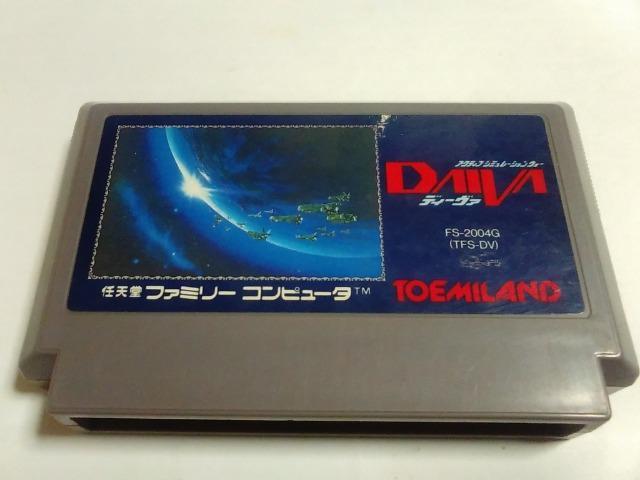 アクティブシミュレーションウォー
DAIVA
ディーヴァ
FS-2004G
(TFS-DV)
任天堂 ファミリー コンピュータ™
TOEMILAND